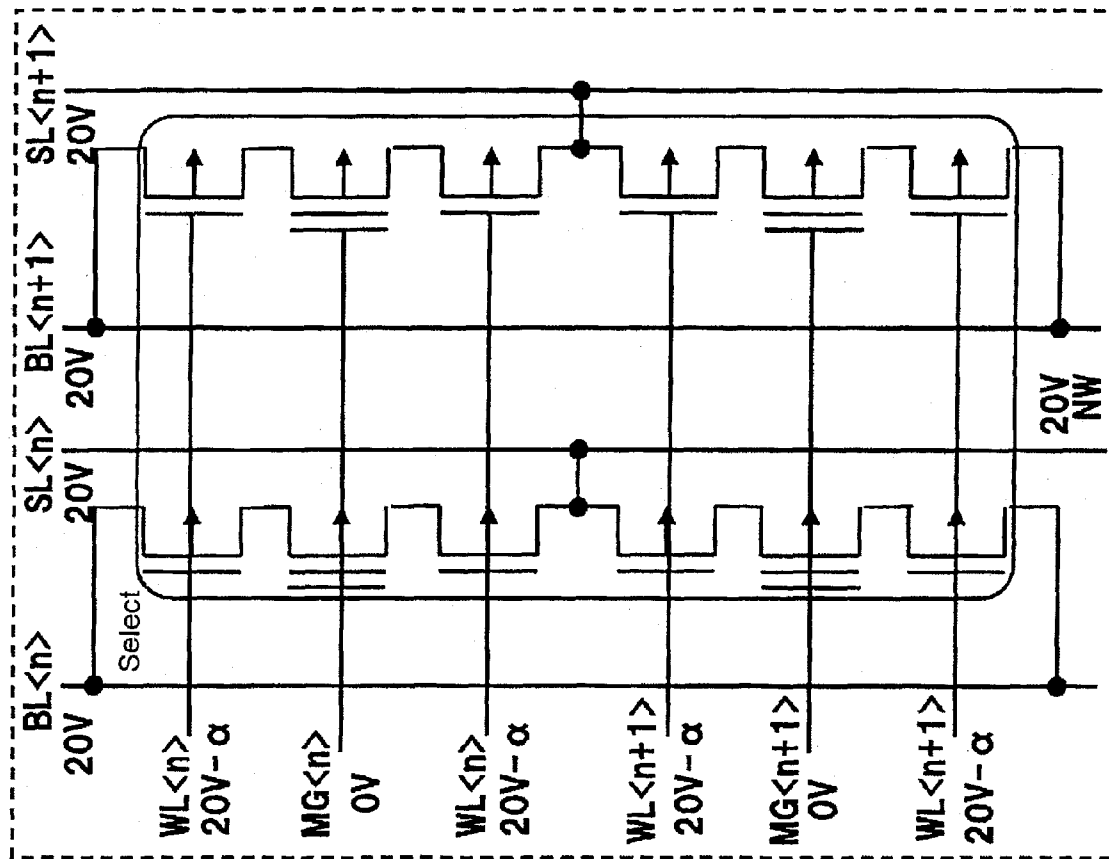 BL<n>
20V
SL<n>
20V
BL<n+1>
20V
SL<n+1>
20V
Select
WL<n>
20V-α
MG<n>
0V
WL<n>
20V-α
WL<n+1>
20V-α
MG<n+1>
0V
WL<n+1>
20V-α
20V
NW